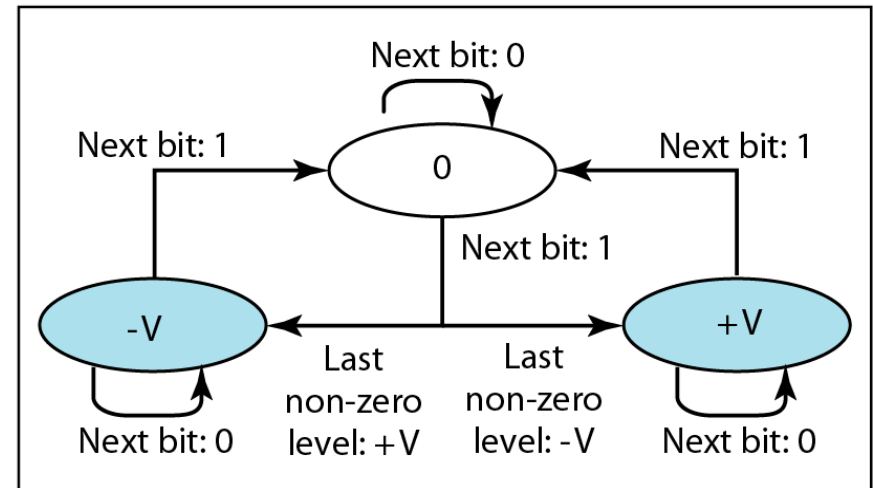 Next bit: 0
Next bit: 1
Next bit: 1
0
Next bit: 1
-V
+V
Last
non-zero
level: +V
Last
non-zero
level: -V
Next bit: 0
Next bit: 0